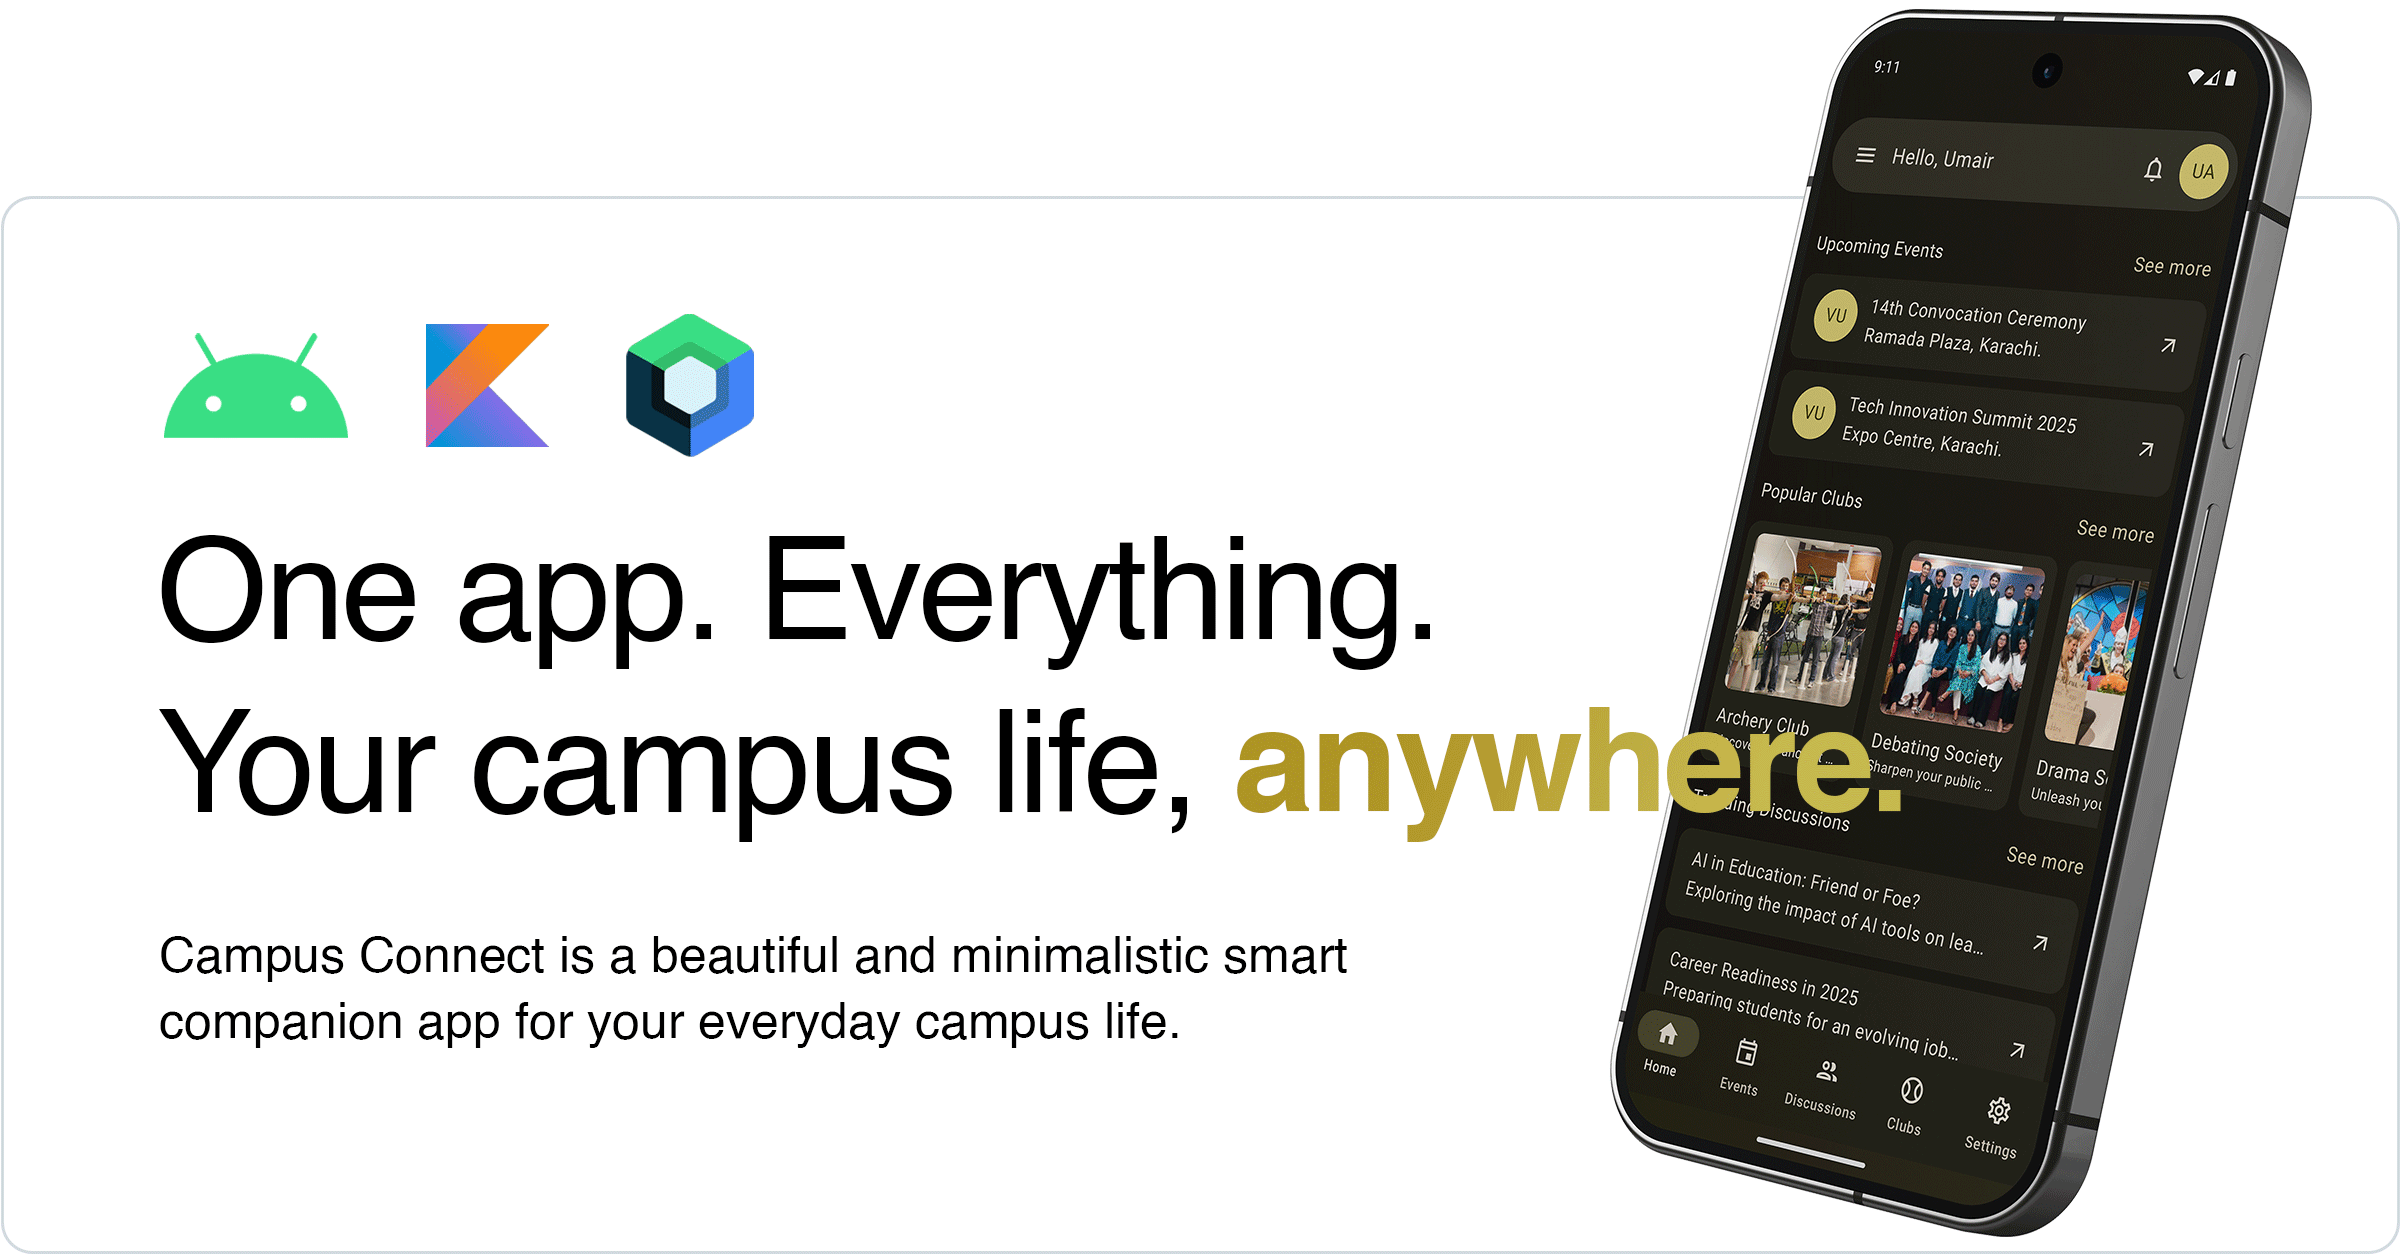 One app. Everything.
Your campus life, anywhere.
Campus Connect is a beautiful and minimalistic smart
companion app for your everyday campus life.
9:11
Hello, Umair
UA
Upcoming Events
See more
VU
14th Convocation Ceremony
Ramada Plaza, Karachi.
VU
Tech Innovation Summit 2025
Expo Centre, Karachi.
Popular Clubs
See more
Archery Club
Debating Society
Sharpen your public ...
Drama S
Unleash you
Discussions
See more
AI in Education: Friend or Foe?
Exploring the impact of AI tools on lea...
Career Readiness in 2025
Preparing students for an evolving job...
Home
Events
Discussions
Clubs
Settings